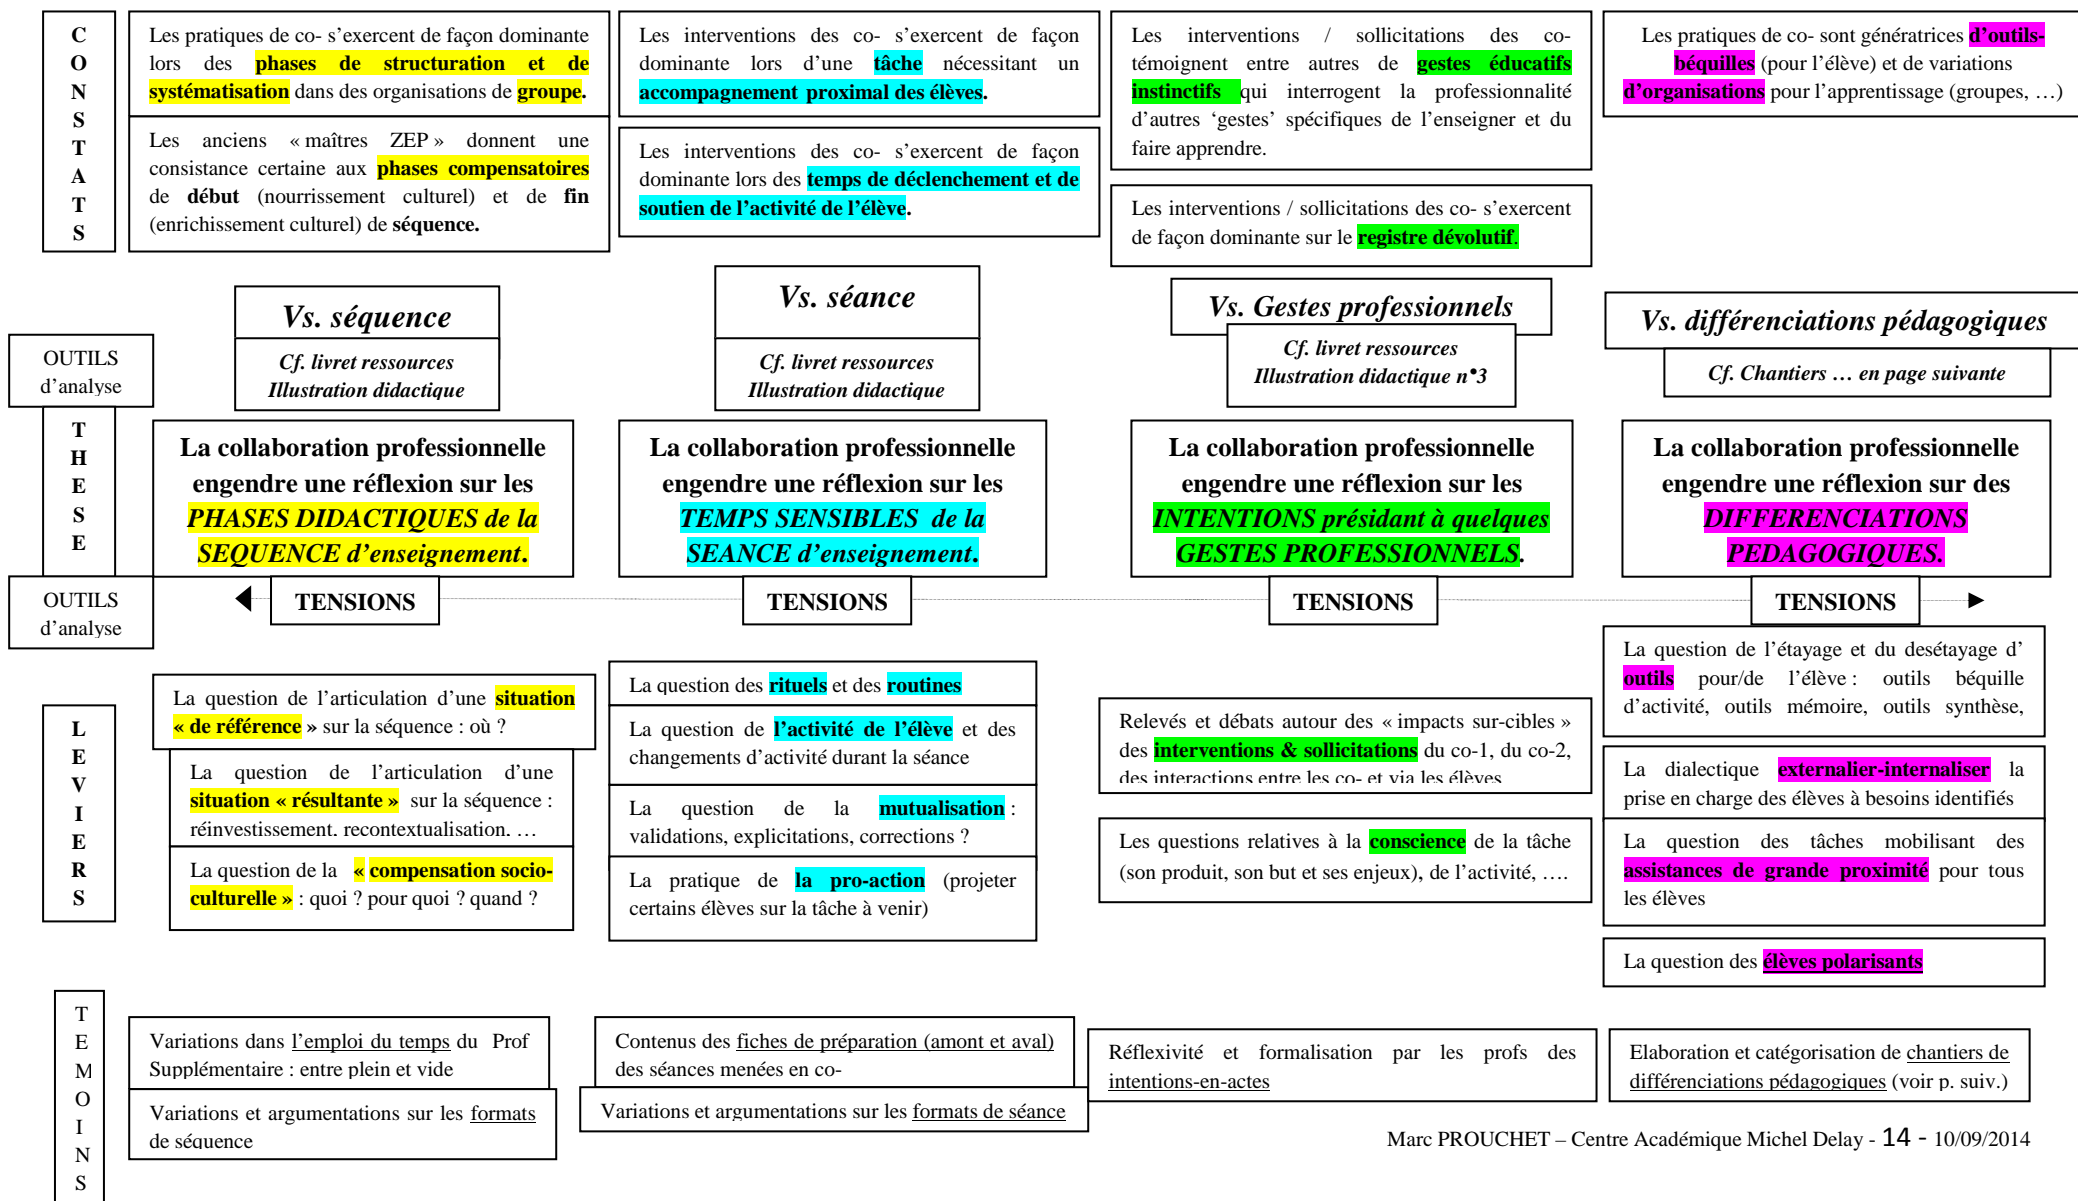 CONSTATS
Les pratiques de co- s’exercent de façon dominante
lors des phases de structuration et de
systématisation dans des organisations de groupe.
Les anciens « maîtres ZEP » donnent une
consistance certaine aux phases compensatoires
de début (nourrissement culturel) et de fin
(enrichissement culturel) de séquence.
Les interventions des co- s’exercent de façon
dominante lors d’une tâche nécessitant un
accompagnement proximal des élèves.
Les interventions des co- s’exercent de façon
dominante lors des temps de déclenchement et de
soutien de l’activité de l’élève.
Les interventions / sollicitations des co-
témoignent entre autres de gestes éducatifs
instinctifs qui interrogent la professionnalité
d’autres ‘gestes’ spécifiques de l’enseigner et du
faire apprendre.
Les interventions / sollicitations des co- s’exercent
de façon dominante sur le registre dévolutif.
Les pratiques de co- sont génératrices d’outils-
béquilles (pour l’élève) et de variations
d’organisations pour l’apprentissage (groupes, …)
OUTILS
d’analyse
Vs. séquence
Cf. livret ressources
Illustration didactique
Vs. séance
Cf. livret ressources
Illustration didactique
Vs. Gestes professionnels
Cf. livret ressources
Illustration didactique n°3
Vs. différenciations pédagogiques
Cf. Chantiers … en page suivante
THESE
La collaboration professionnelle
engendre une réflexion sur les
PHASES DIDACTIQUES de la
SEQUENCE d’enseignement.
La collaboration professionnelle
engendre une réflexion sur les
TEMPS SENSIBLES de la
SEANCE d’enseignement.
La collaboration professionnelle
engendre une réflexion sur les
INTENTIONS présidant à quelques
GESTES PROFESSIONNELS.
La collaboration professionnelle
engendre une réflexion sur des
DIFFERENCIATIONS
PEDAGOGIQUES.
OUTILS
d’analyse
TENSIONS
TENSIONS
TENSIONS
TENSIONS
LEVIERS
La question de l’articulation d’une situation
« de référence » sur la séquence : où ?
La question de l’articulation d’une
situation « résultante » sur la séquence :
réinvestissement, recontextualisation, …
La question de la « compensation socio-
culturelle » : quoi ? pour quoi ? quand ?
La question des rituels et des routines
La question de l’activité de l’élève et des
changements d’activité durant la séance
La question de la mutualisation :
validations, explicitations, corrections ?
La pratique de la pro-action (projeter
certains élèves sur la tâche à venir)
Relevés et débats autour des « impacts sur-cibles »
des interventions & sollicitations du co-1, du co-2,
des interactions entre les co- et via les élèves
Les questions relatives à la conscience de la tâche
(son produit, son but et ses enjeux), de l’activité, ….
La question de l’étayage et du desétayage d’
outils pour/de l’élève : outils béquille
d’activité, outils mémoire, outils synthèse,
La dialectique externalier-internaliser la
prise en charge des élèves à besoins identifiés
La question des tâches mobilisant des
assistances de grande proximité pour tous
les élèves
La question des élèves polarisants
TEMOINS
Variations dans l’emploi du temps du Prof
Supplémentaire : entre plein et vide
Variations et argumentations sur les formats
de séquence
Contenus des fiches de préparation (amont et aval)
des séances menées en co-
Variations et argumentations sur les formats de séance
Réflexivité et formalisation par les profs des
intentions-en-actes
Elaboration et catégorisation de chantiers de
différenciations pédagogiques (voir p. suiv.)
Marc PROUCHET – Centre Académique Michel Delay - 14 - 10/09/2014